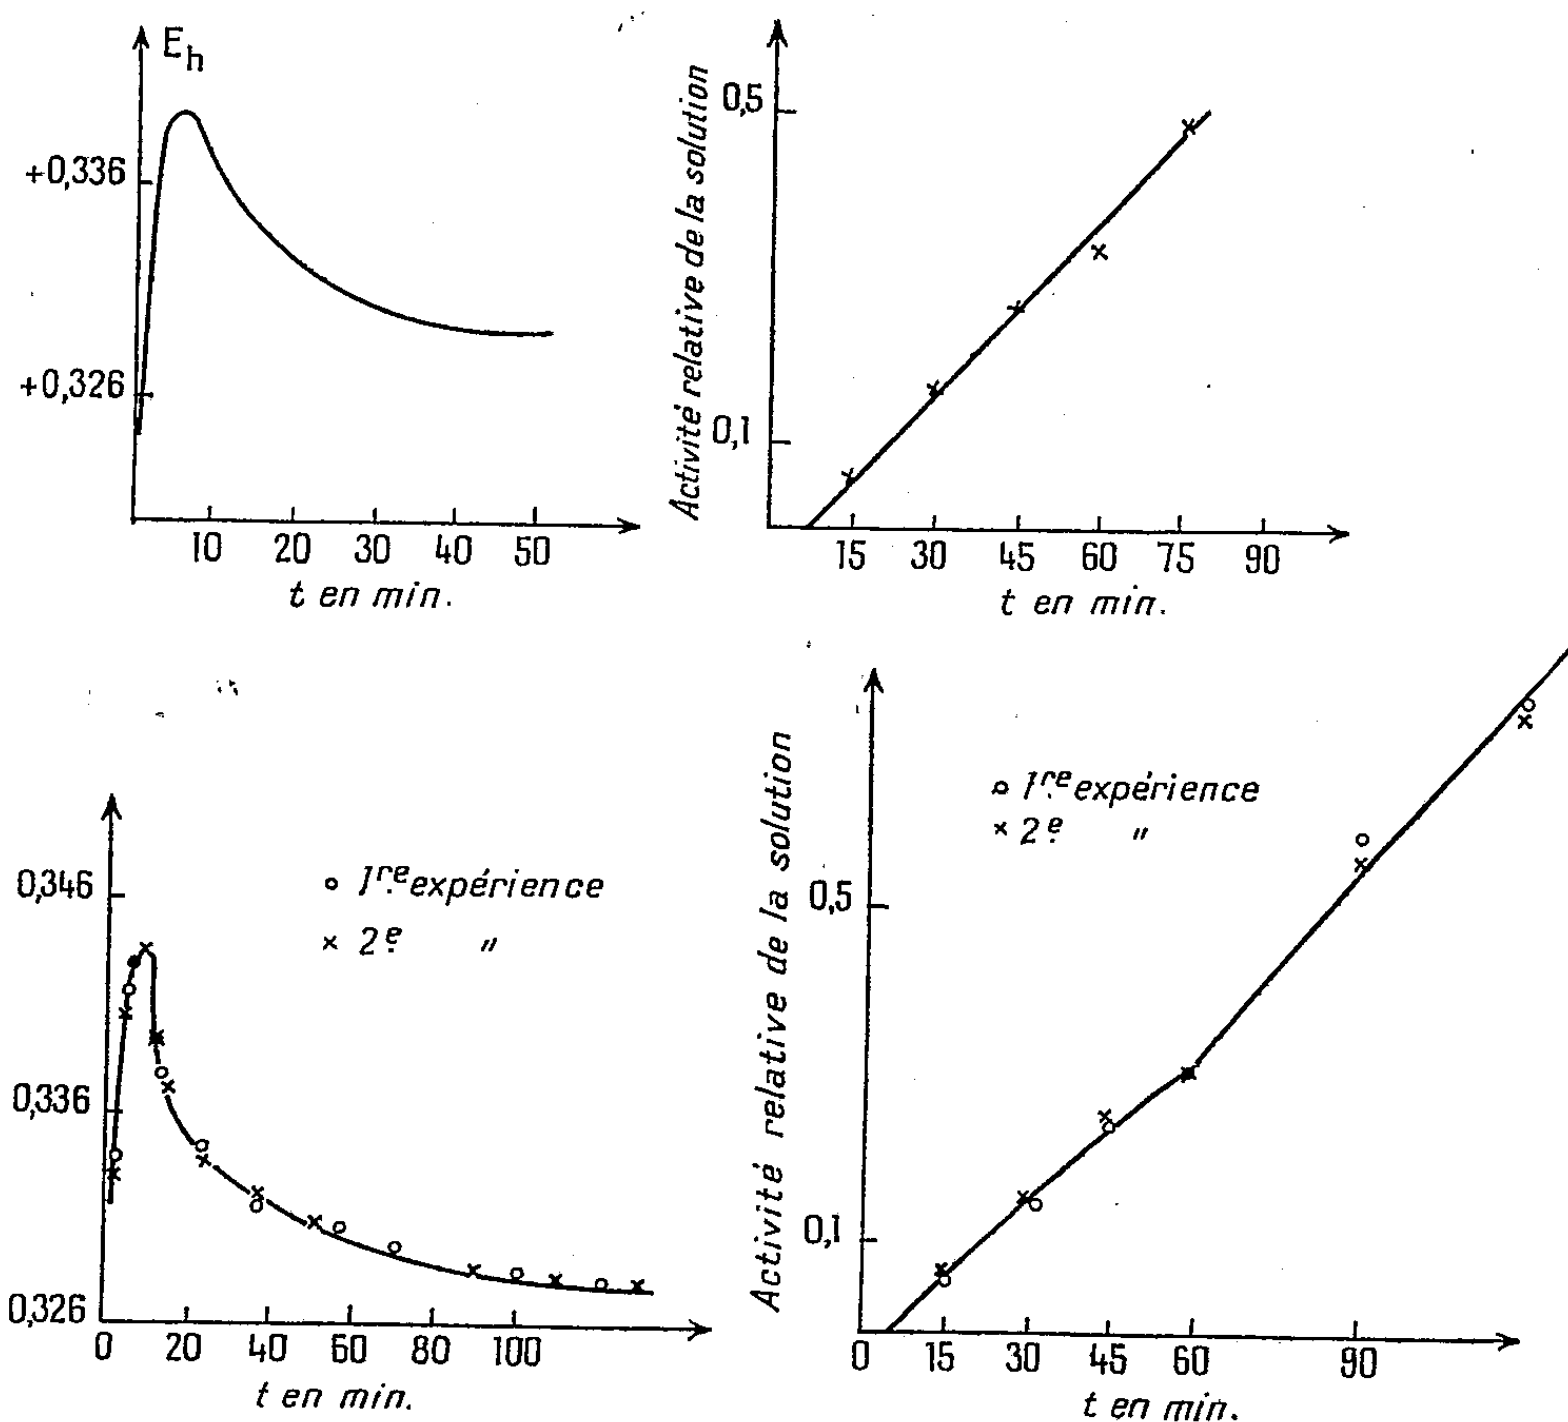 E_h
+0,336
+0,326
10 20 30 40 50
t en min.
Activité relative de la solution
0,5
0,1
15 30 45 60 75 90
t en min.
0,346
0,336
0,326
o 1re. expérience
x 2e. "
0 20 40 60 80 100
t en min.
Activité relative de la solution
0,5
0,1
o 1re. expérience
x 2e. "
0 15 30 45 60 90
t en min.